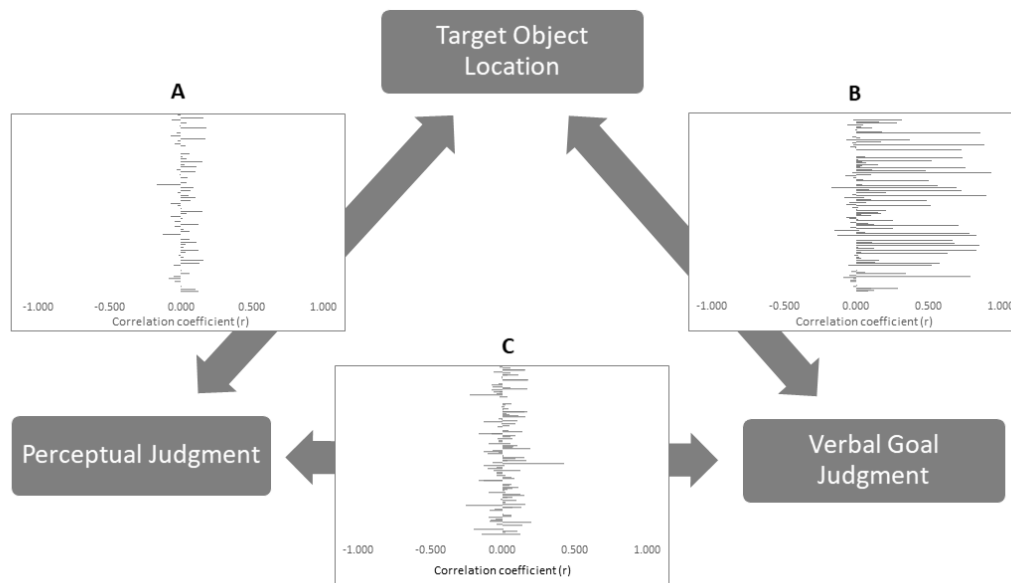 Target Object
Location
A
B
-1.000 -0.500 0.000 0.500 1.000
Correlation coefficient (r)
-1.000 -0.500 0.000 0.500 1.000
Correlation coefficient (r)
C
Perceptual Judgment
Verbal Goal
Judgment
-1.000 -0.500 0.000 0.500 1.000
Correlation coefficient (r)